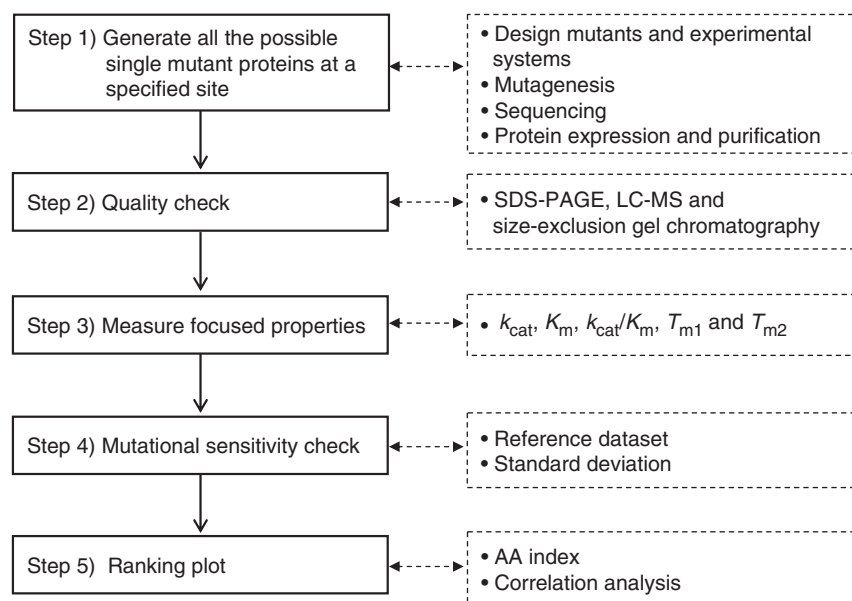 Step 1) Generate all the possible
single mutant proteins at a
specified site
• Design mutants and experimental
systems
• Mutagenesis
• Sequencing
• Protein expression and purification
Step 2) Quality check
• SDS-PAGE, LC-MS and
size-exclusion gel chromatography
Step 3) Measure focused properties
• kcat, Km, kcat/Km, Tm1 and Tm2
Step 4) Mutational sensitivity check
• Reference dataset
• Standard deviation
Step 5) Ranking plot
• AA index
• Correlation analysis